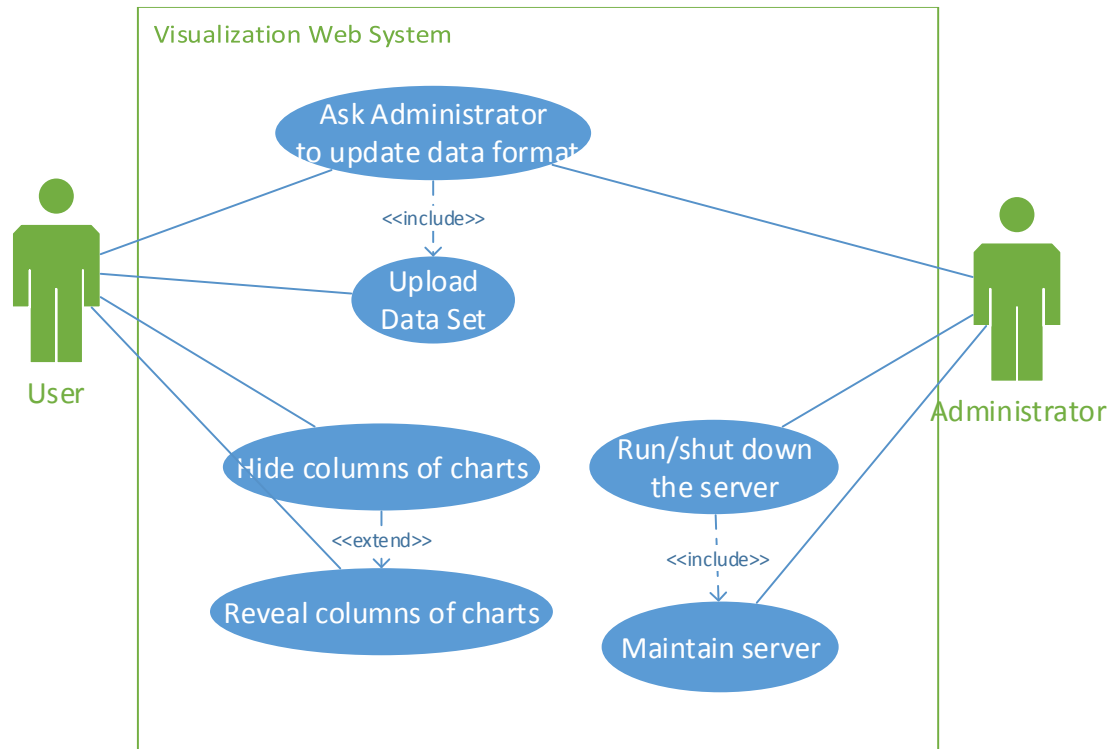 Visualization Web System
Ask Administrator
to update data format
<<include>>
Upload
Data Set
User
Administrator
Hide columns of charts
Run/shut down
the server
<<extend>>
<<include>>
Reveal columns of charts
Maintain server